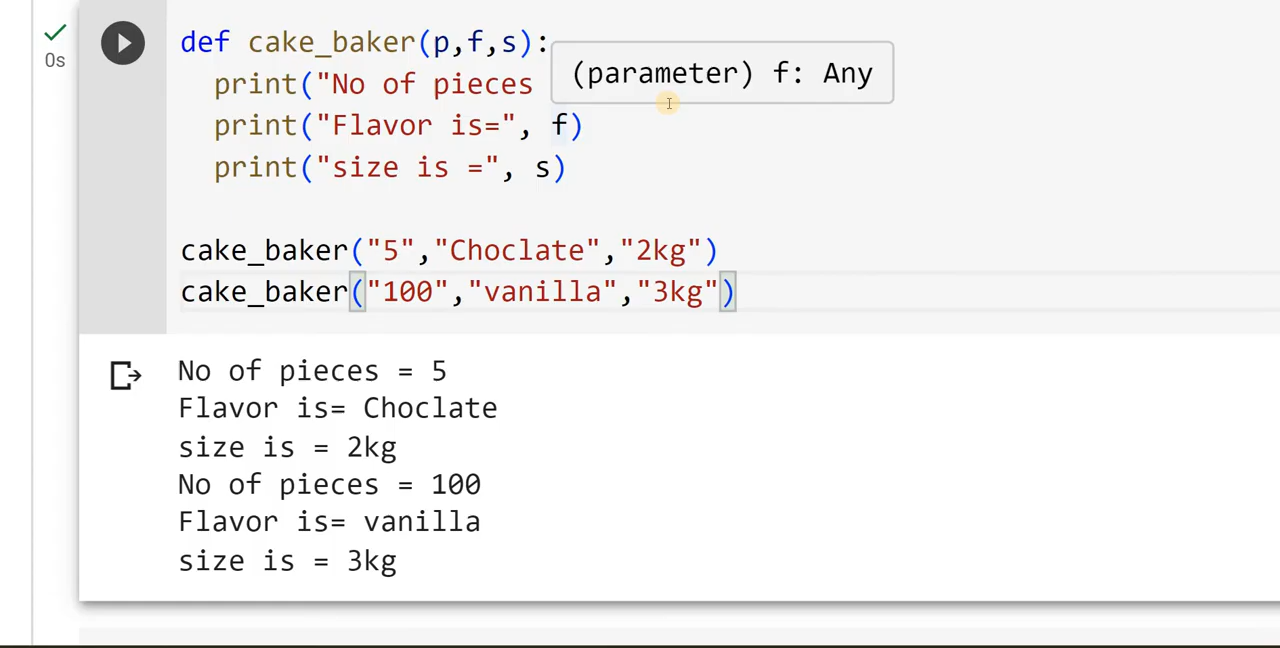 def cake_baker(p,f,s):
(parameter) f: Any
print("No of pieces
print("Flavor is=", f)
print("size is =", s)
cake_baker("5","Choclate","2kg")
cake_baker("100","vanilla","3kg")
0s
No of pieces = 5
Flavor is= Choclate
size is = 2kg
No of pieces = 100
Flavor is= vanilla
size is = 3kg